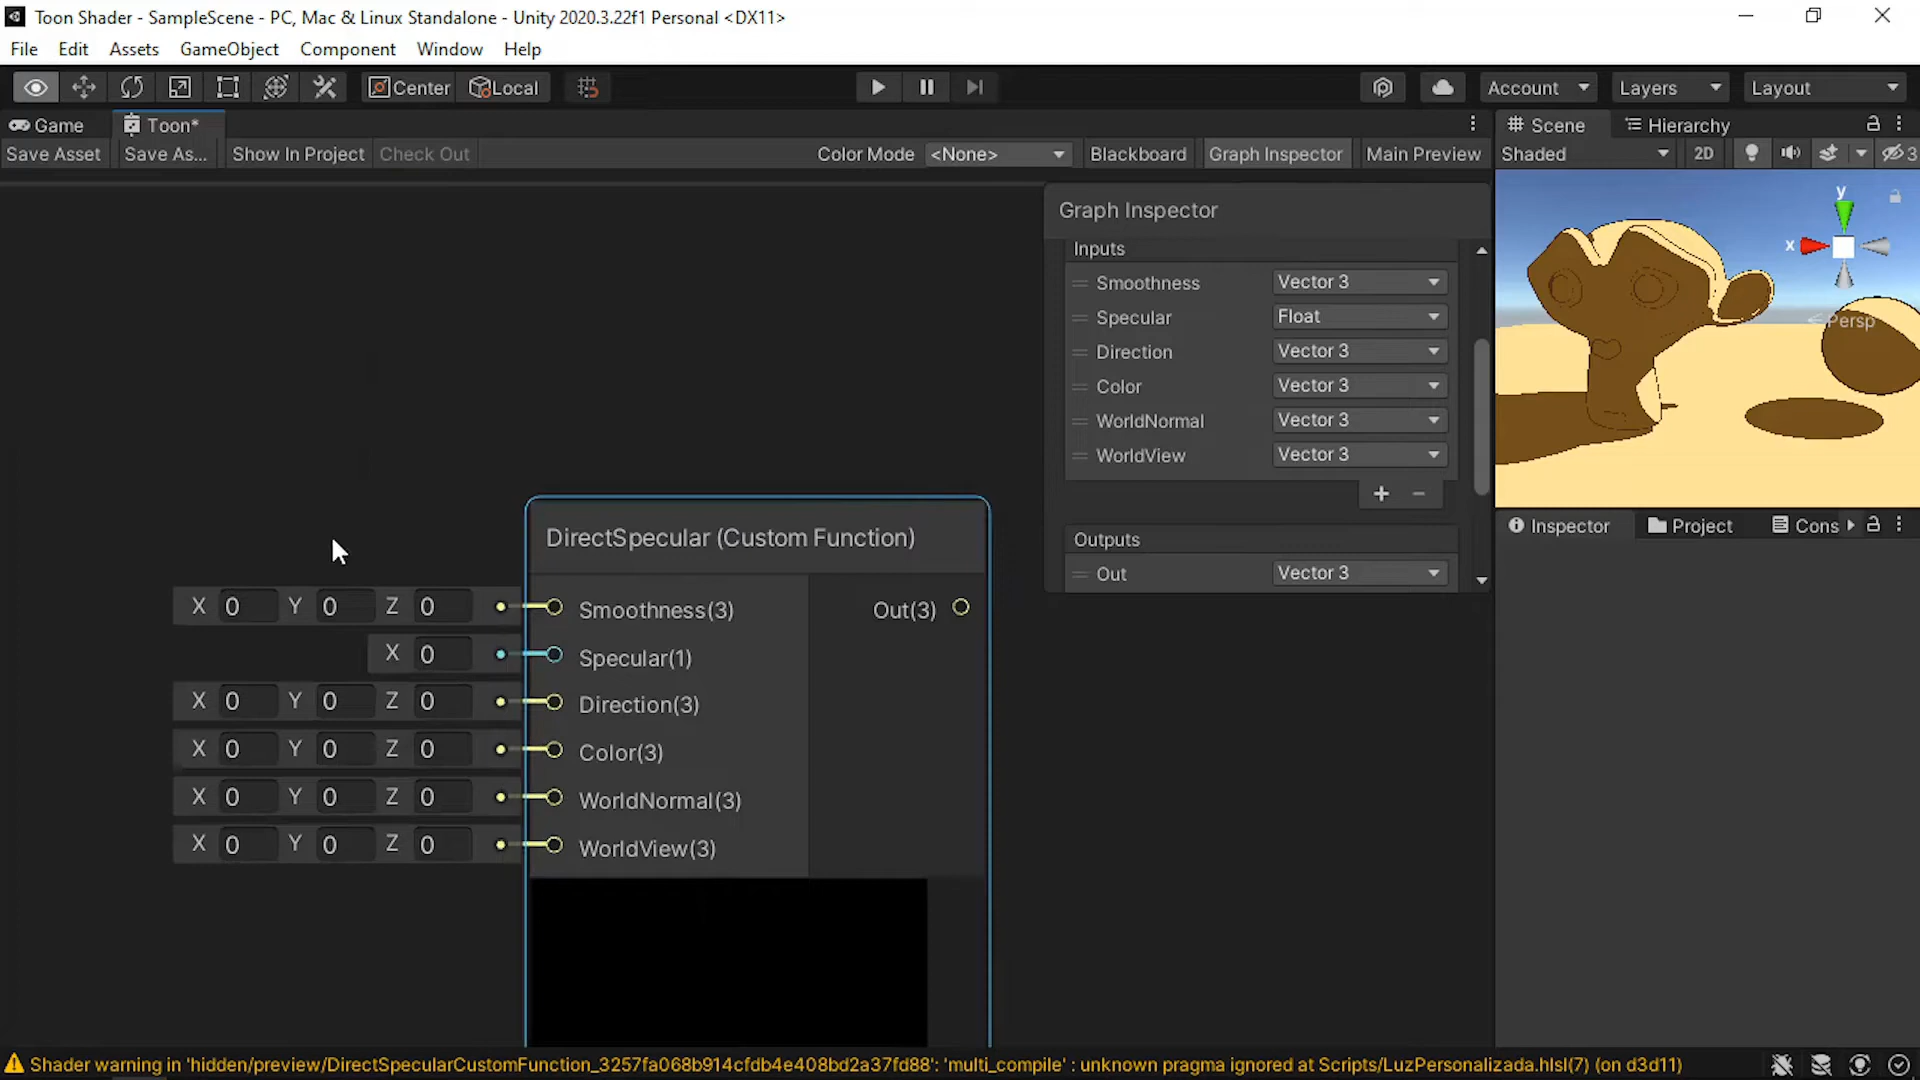 Toon Shader - SampleScene - PC, Mac & Linux Standalone - Unity 2020.3.22f1 Personal <DX11>
File Edit Assets GameObject Component Window Help
Center Local Account Layers Layout
Game Toon* Scene Hierarchy
Save Asset Save As... Show In Project Check Out Color Mode <None> Blackboard Graph Inspector Main Preview Shaded 2D 3
Graph Inspector
Inputs
Smoothness Vector 3
Specular Float
Direction Vector 3
Color Vector 3
WorldNormal Vector 3
WorldView Vector 3
+ -
Outputs
Out Vector 3
y
x
Persp
Inspector Project Cons
DirectSpecular (Custom Function)
X 0 Y 0 Z 0 Smoothness(3) Out(3)
X 0 Specular(1)
X 0 Y 0 Z 0 Direction(3)
X 0 Y 0 Z 0 Color(3)
X 0 Y 0 Z 0 WorldNormal(3)
X 0 Y 0 Z 0 WorldView(3)
Shader warning in 'hidden/preview/DirectSpecularCustomFunction_3257fa068b914cfdb4e408bd2a37fd88': 'multi_compile' : unknown pragma ignored at Scripts/LuzPersonalizada.hlsl(7) (on d3d11)